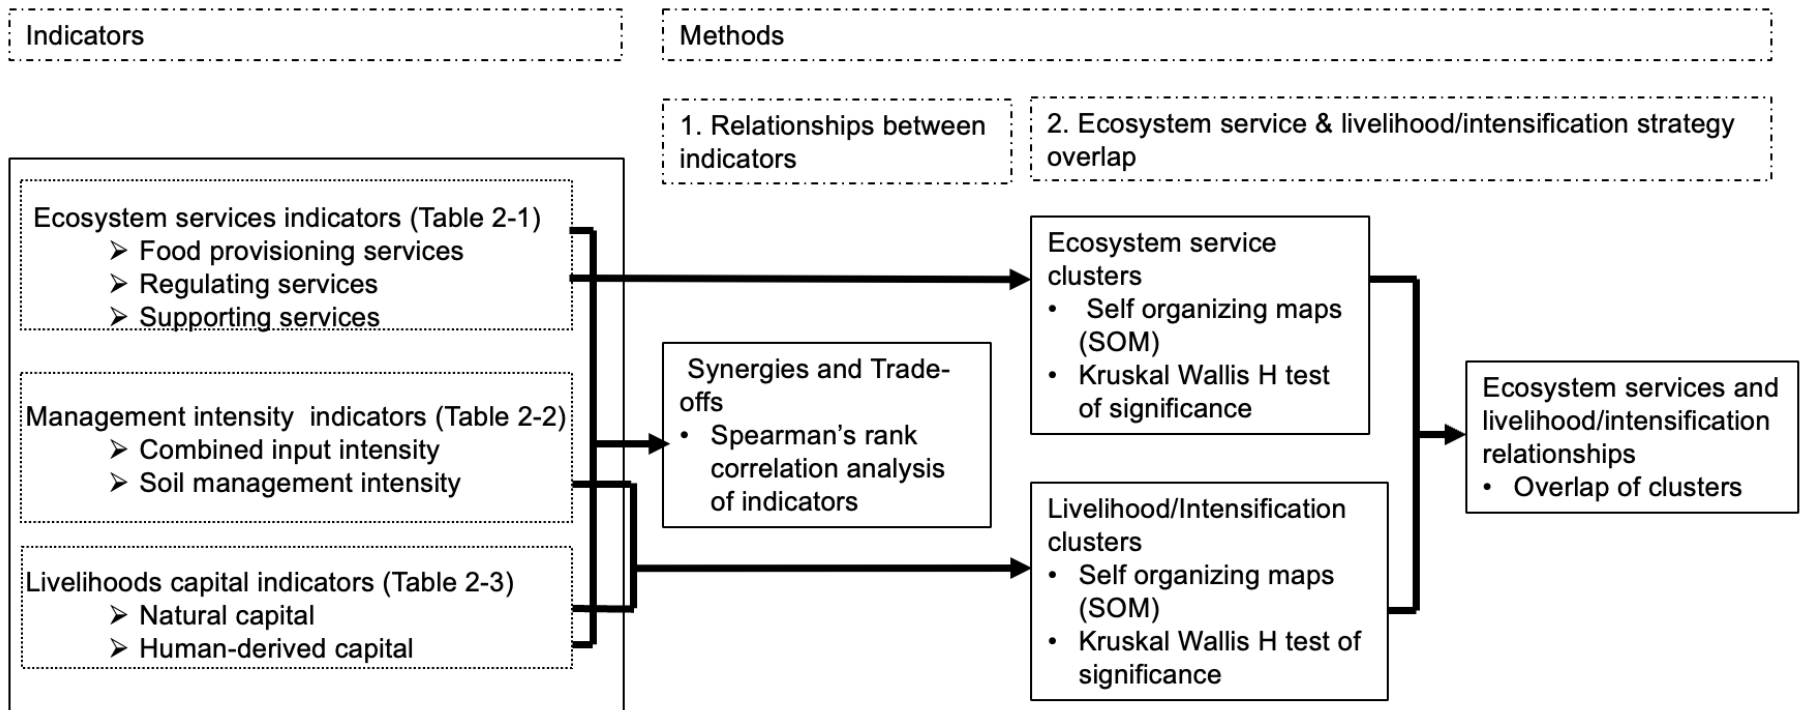 Indicators
Methods
1. Relationships between
indicators
2. Ecosystem service & livelihood/intensification strategy
overlap
Ecosystem services indicators (Table 2-1)
➢ Food provisioning services
➢ Regulating services
➢ Supporting services
Management intensity indicators (Table 2-2)
➢ Combined input intensity
➢ Soil management intensity
Livelihoods capital indicators (Table 2-3)
➢ Natural capital
➢ Human-derived capital
Synergies and Trade-
offs
• Spearman’s rank
correlation analysis
of indicators
Ecosystem service
clusters
• Self organizing maps
(SOM)
• Kruskal Wallis H test
of significance
Livelihood/Intensification
clusters
• Self organizing maps
(SOM)
• Kruskal Wallis H test of
significance
Ecosystem services and
livelihood/intensification
relationships
• Overlap of clusters